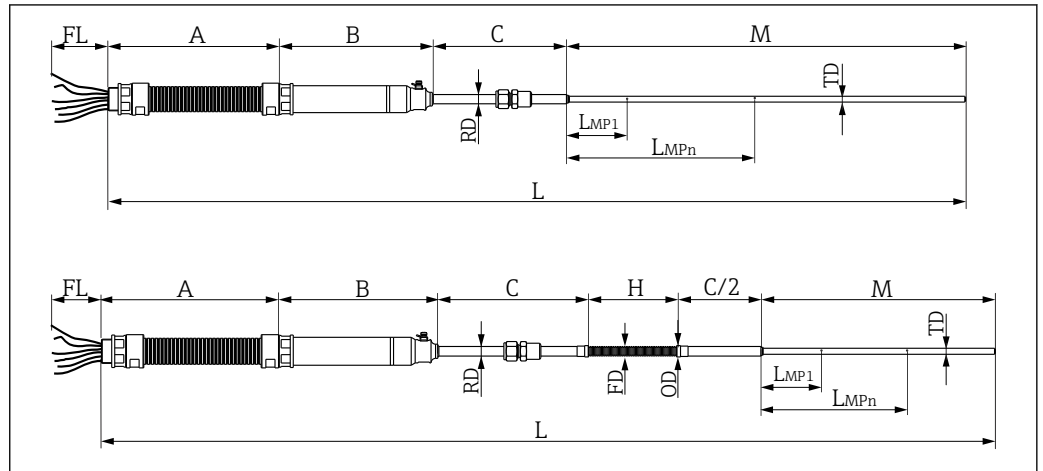 FL A B C M
TD
RD
LMP1
LMPn
L
FL A B C H C/2 M
TD
RD FD OD
LMP1
LMPn
L